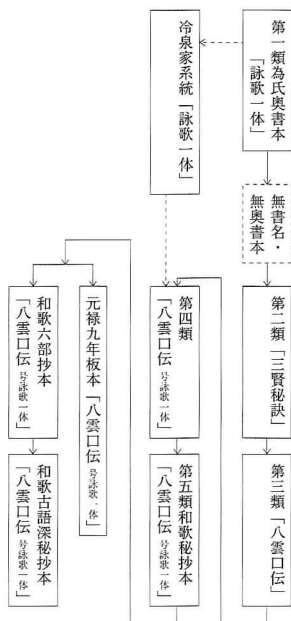 第一類為氏奥書本
「詠歌一体」
無書名・
無奥書本
第二類「三賢秘訣」
第三類「八雲口伝」
冷泉家系統「詠歌一体」
第四類
「八雲口伝 号詠歌一体」
第五類和歌秘抄本
「八雲口伝 号詠歌一体」
元禄九年板本「八雲口伝 号詠歌一体」
和歌六部抄本
「八雲口伝 号詠歌一体」
和歌古語深秘抄本
「八雲口伝 号詠歌一体」